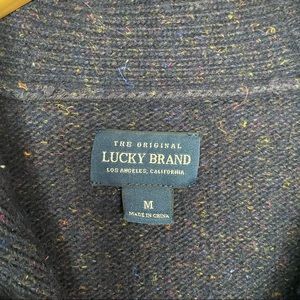 THE ORIGINAL
LUCKY BRAND
LOS ANGELES, CALIFORNIA
M
MADE IN CHINA